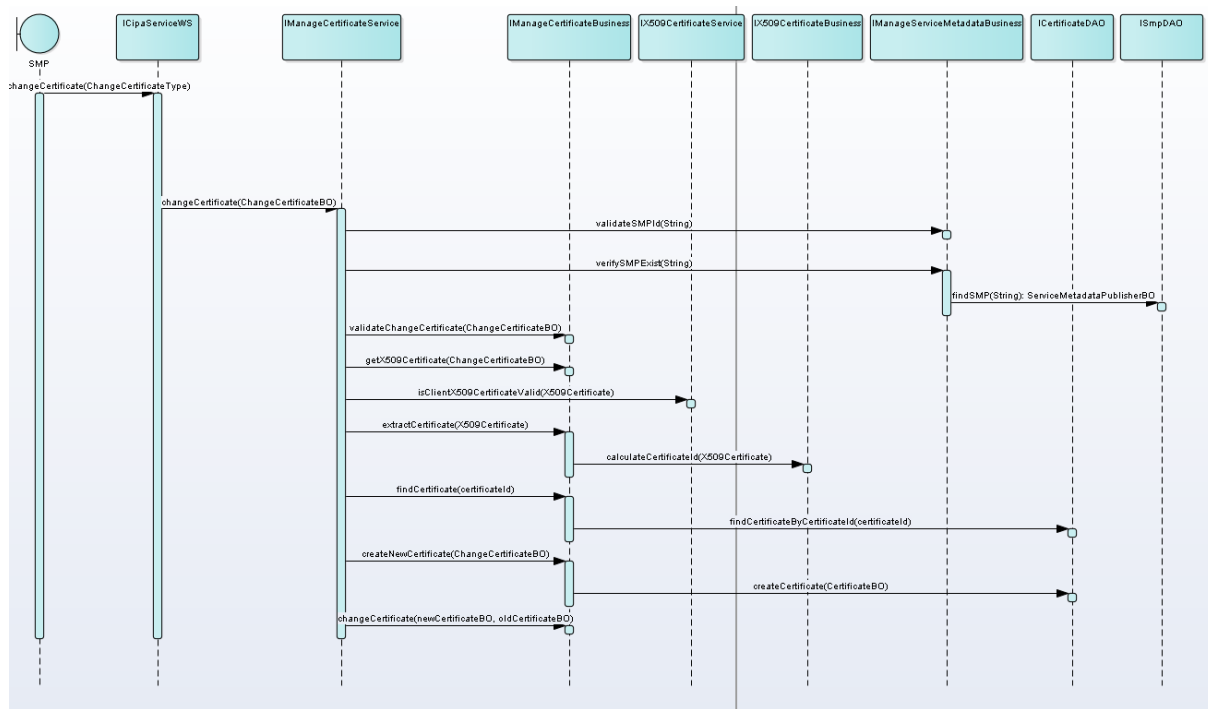 ICipaServiceWS
IManageCertificateService
IManageCertificateBusiness
IX509CertificateService
IX509CertificateBusiness
IManageServiceMetadataBusiness
ICertificateDAO
ISmpDAO
SMP
changeCertificate(ChangeCertificateType)
changeCertificate(ChangeCertificateBO)
validateSMPId(String)
verifySMPExist(String)
findSMP(String): ServiceMetadataPublisherBO
validateChangeCertificate(ChangeCertificateBO)
getX509Certificate(ChangeCertificateBO)
isClientX509CertificateValid(X509Certificate)
extractCertificate(X509Certificate)
calculateCertificateId(X509Certificate)
findCertificate(certificateId)
findCertificateByCertificateId(certificateId)
createNewCertificate(ChangeCertificateBO)
createCertificate(CertificateBO)
changeCertificate(newCertificateBO, oldCertificateBO)